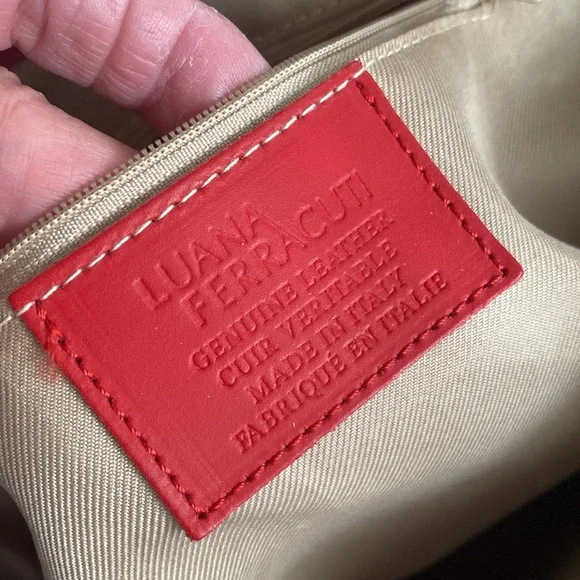 LUANA
FERRACUTI
GENUINE LEATHER
CUIR VERITABLE
MADE IN ITALY
FABRIQUÉ EN ITALIE